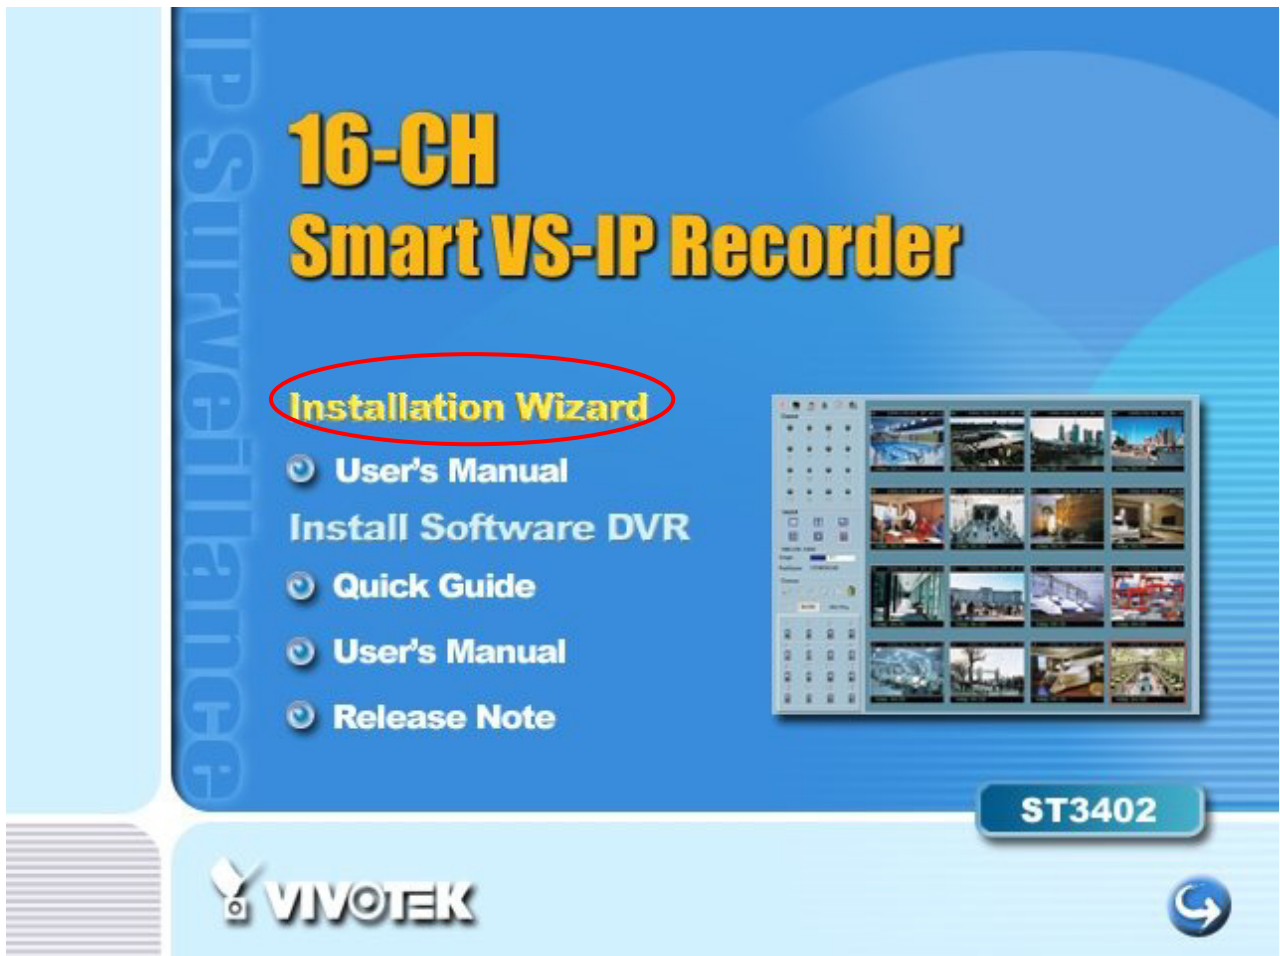 IP Surveillance
16-CH
Smart VS-IP Recorder
Installation Wizard
User's Manual
Install Software DVR
Quick Guide
User's Manual
Release Note
ST3402
VIVOTEK